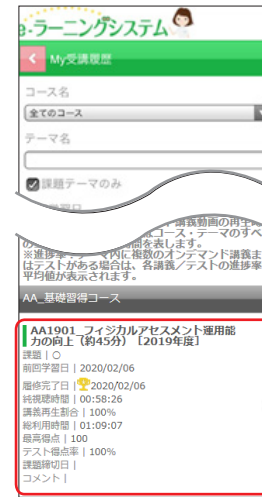 e-ラーニングシステム
My受講履歴
コース名
全てのコース
テーマ名
課題テーマのみ
講義動画の再生
はコース・テーマのすべ
間を表します。
※進捗率 テーマ内に複数のオンデマンド講義ま
はテストがある場合は、各講義／テストの進捗率
平均値が表示されます。
AA_基礎習得コース
AA1901_フィジカルアセスメント運用能
力の向上（約45分）［2019年度］
課題 | ○
前回学習日 | 2020/02/06
履修完了日 | 2020/02/06
純視聴時間 | 00:58:26
講義再生割合 | 100%
総利用時間 | 01:09:07
最高得点 | 100
テスト得点率 | 100%
課題締切日 |
コメント |